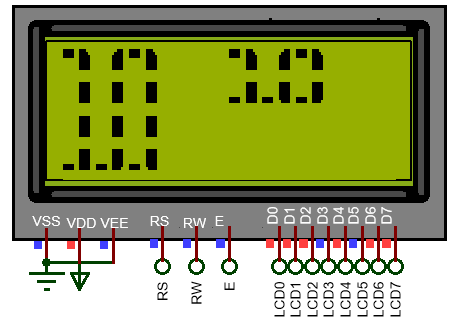 VSS VDD VEE RS RW E D0 D1 D2 D3 D4 D5 D6 D7
RS RW E LCD0 LCD1 LCD2 LCD3 LCD4 LCD5 LCD6 LCD7